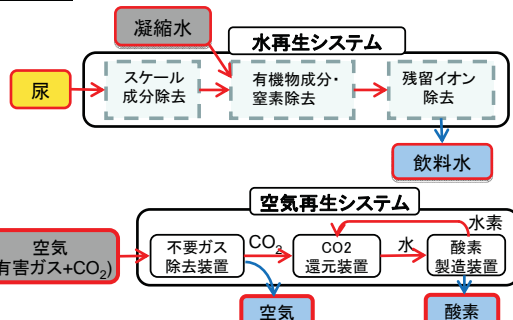 凝縮水
水再生システム
尿
スケール
成分除去
有機物成分・
窒素除去
残留イオン
除去
飲料水
空気再生システム
水素
空気
有害ガス+CO₂)
不要ガス
除去装置
CO₂
CO2
還元装置
水
酸素
製造装置
空気
酸素